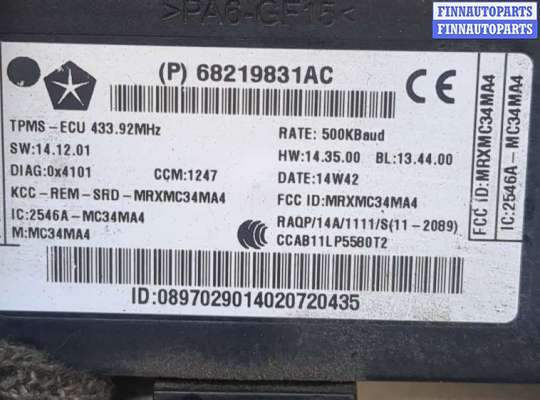 >PA6-GF15<
FINNAUTOPARTS
FINNAUTOPARTS
(P) 68219831AC
CE
TPMS-ECU 433.92MHz
RATE: 500KBaud
SW:14.12.01
HW:14.35.00 BL:13.44.00
DIAG:0x4101
CCM:1247
DATE:14W42
KCC-REM-SRD-MRXMC34MA4
FCC ID:MRXMC34MA4
IC:2546A-MC34MA4
RAQP/14A/1111/S(11-2089)
M:MC34MA4
CCAB11LP5580T2
ID:0897029014020720435
FCC ID:MRXMC34MA4
IC:2546A-MC34MA4